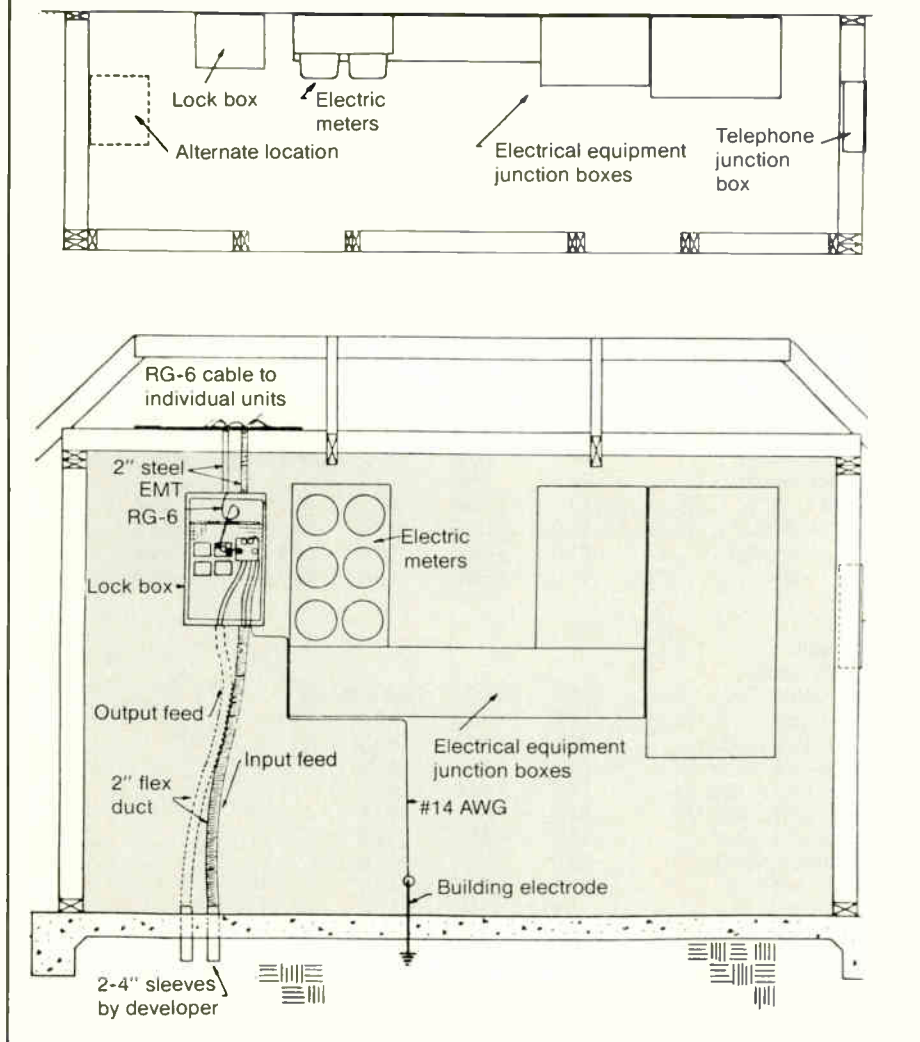 Lock box
Electric
meters
Alternate location
Electrical equipment
junction boxes
Telephone
junction
box
RG-6 cable to
individual units
2" steel
EMT
RG-6
Electric
meters
Lock box
Output feed
Input feed
Electrical equipment
junction boxes
2" flex
duct
#14 AWG
Building electrode
2-4" sleeves
by developer